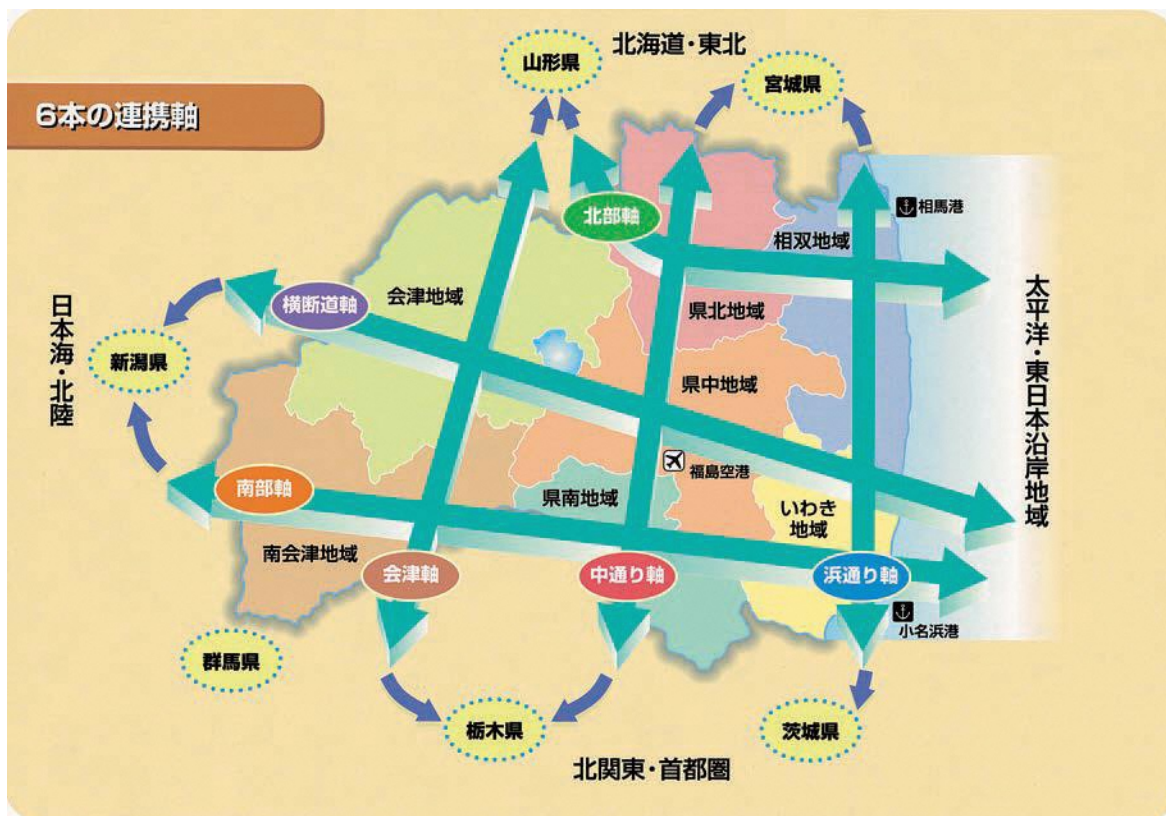 6本の連携軸
北海道・東北
山形県
宮城県
相馬港
北部軸
相双地域
会津地域
横断道軸
県北地域
日本海・北陸
新潟県
太平洋・東日本沿岸地域
県中地域
福島空港
南部軸
県南地域
いわき
地域
南会津地域
会津軸
中通り軸
浜通り軸
小名浜港
群馬県
栃木県
茨城県
北関東・首都圏